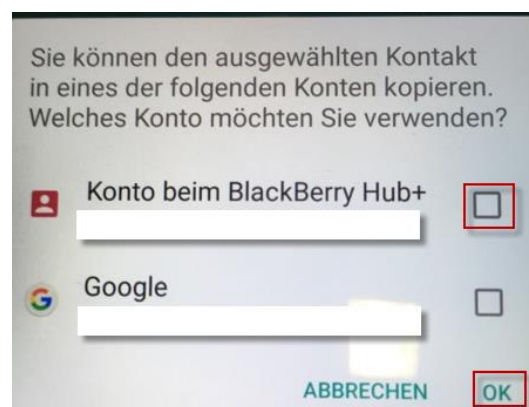 Sie können den ausgewählten Kontakt
in eines der folgenden Konten kopieren.
Welches Konto möchten Sie verwenden?
Konto beim BlackBerry Hub+
Google
ABBRECHEN OK